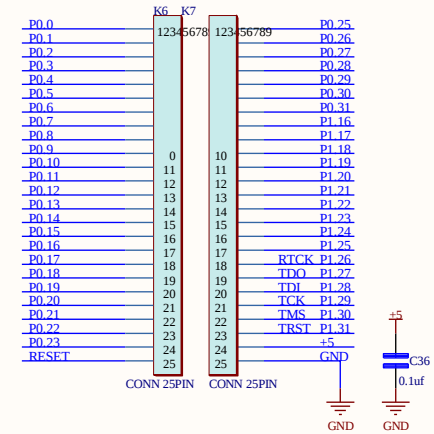 K6 K7
P0.0 12345678 123456789 P0.25
P0.1 P0.26
P0.2 P0.27
P0.3 P0.28
P0.4 P0.29
P0.5 P0.30
P0.6 P0.31
P0.7 P1.16
P0.8 P1.17
P0.9 0 10 P1.18
P0.10 11 11 P1.19
P0.11 12 12 P1.20
P0.12 13 13 P1.21
P0.13 14 14 P1.22
P0.14 15 15 P1.23
P0.15 16 16 P1.24
P0.16 17 17 P1.25
P0.17 18 18 RTCK P1.26
P0.18 19 19 TDO P1.27
P0.19 20 20 TDI P1.28
P0.20 21 21 TCK P1.29
P0.21 22 22 TMS P1.30
P0.22 23 23 TRST P1.31
P0.23 24 24 +5
RESET 25 25 GND
CONN 25PIN CONN 25PIN
+5
C36
0.1uf
GND GND